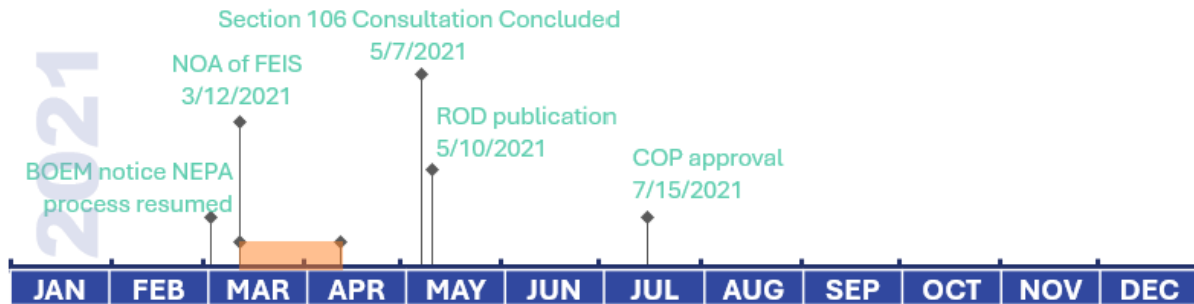 2021
Section 106 Consultation Concluded
5/7/2021
NOA of FEIS
3/12/2021
ROD publication
5/10/2021
BOEM notice NEPA
process resumed
COP approval
7/15/2021
JAN FEB MAR APR MAY JUN JUL AUG SEP OCT NOV DEC